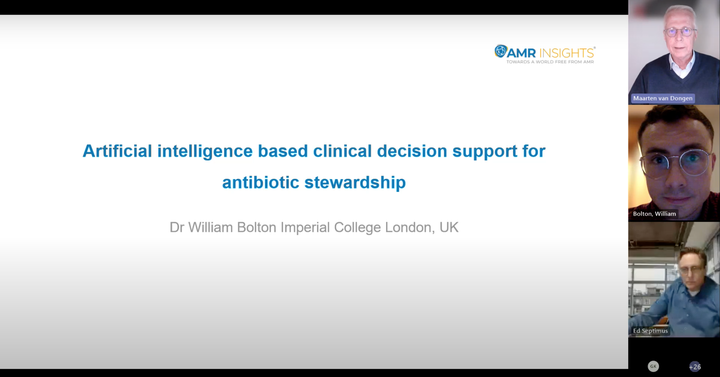 AMR INSIGHTS
TOWARDS A WORLD FREE FROM AMR
Artificial intelligence based clinical decision support for
antibiotic stewardship
Dr William Bolton Imperial College London, UK
Maarten van Dongen
Bolton, William
Ed Septimus
GX
+26